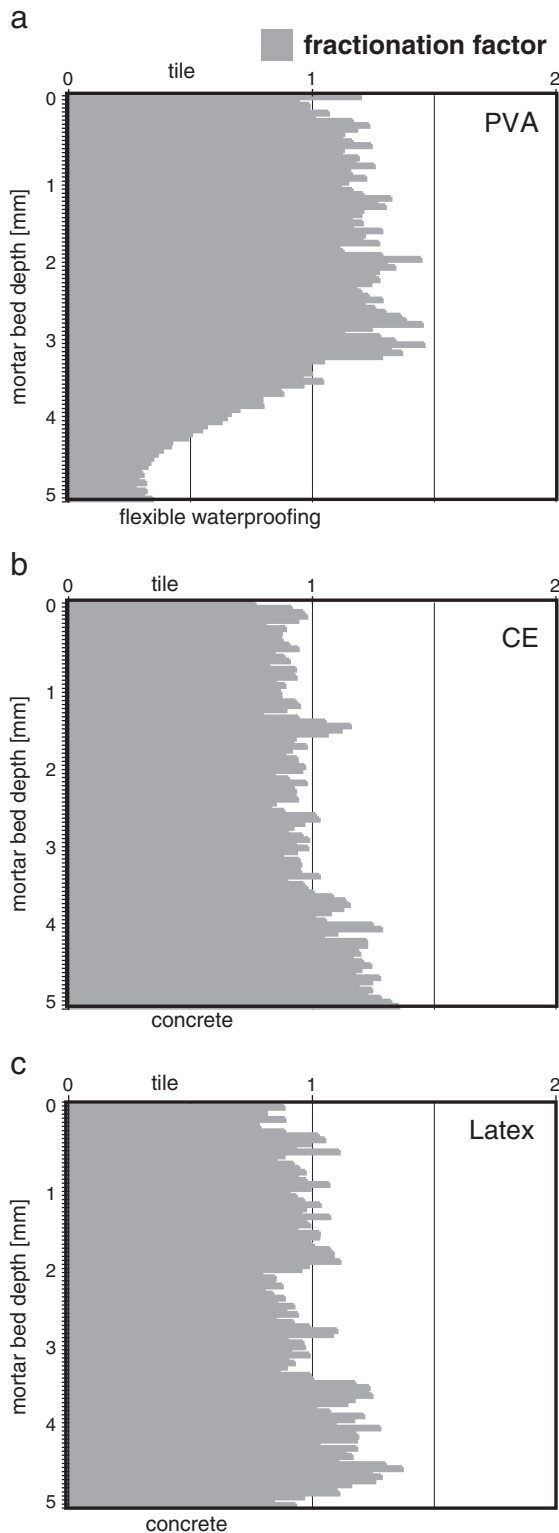 a
fractionation factor
0 tile 1 2
0
PVA
1
2
3
4
5
mortar bed depth [mm]
flexible waterproofing
b
0 tile 1 2
0
CE
1
2
3
4
5
mortar bed depth [mm]
concrete
c
0 tile 1 2
0
Latex
1
2
3
4
5
mortar bed depth [mm]
concrete